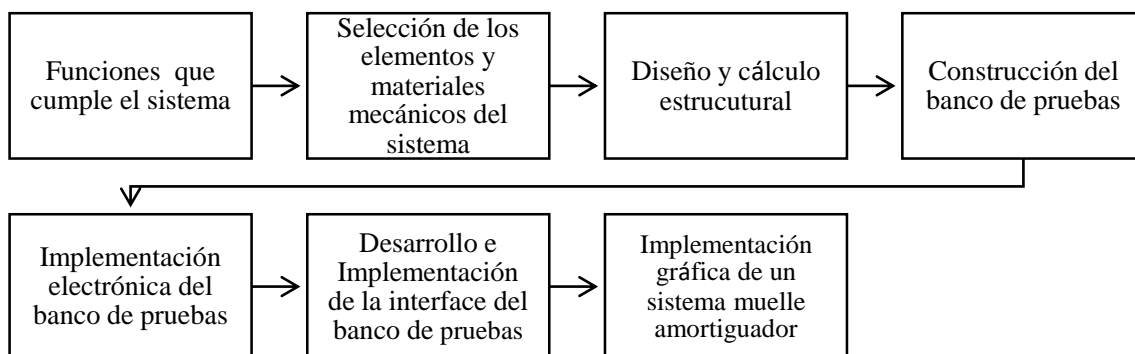 Funciones que
cumple el sistema
Selección de los
elementos y
materiales
mecánicos del
sistema
Diseño y cálculo
estrucutural
Construcción del
banco de pruebas
Implementación
electrónica del
banco de pruebas
Desarrollo e
Implementación
de la interface del
banco de pruebas
Implementación
gráfica de un
sistema muelle
amortiguador